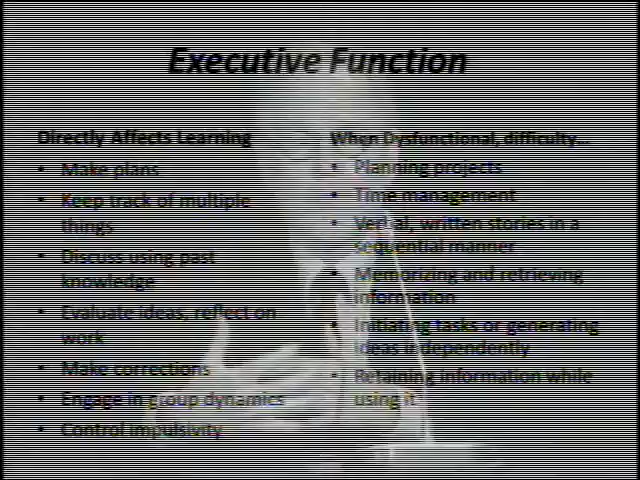 Executive Function
Directly Affects Learning
• Make plans
• Keep track of multiple
things
• Discuss using past
knowledge
• Evaluate ideas, reflect on
work
• Make corrections
• Engage in group dynamics
• Control impulsivity
When Dysfunctional, difficulty...
• Planning projects
• Time management
• Verbal, written stories in a
sequential manner
• Memorizing and retrieving
information
• Initiating tasks or generating
ideas independently
• Retaining information while
using it